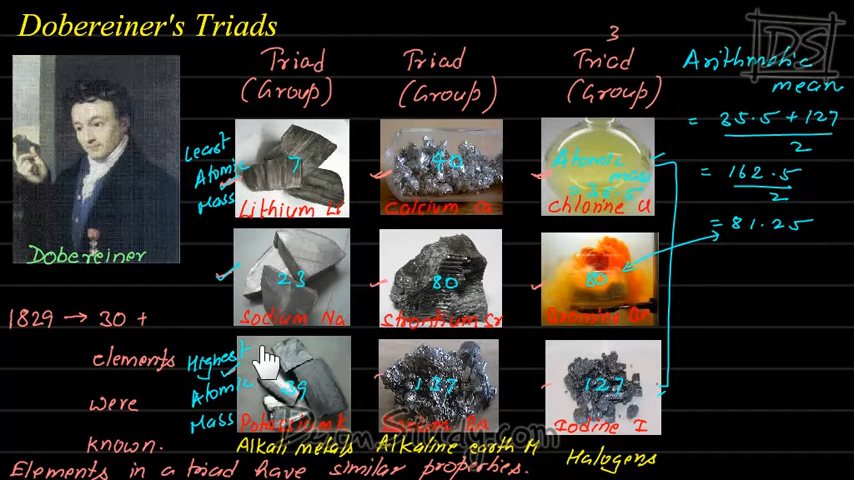 Dobereiner's Triads
DS
3
Triad
(Group)
Triad
(Group)
Triad
(Group)
Arithmatic
mean
= 35.5 + 127
2
= 162.5
2
= 81.25
Least
Atomic
Mass
7
Lithium Li
40
Calcium Ca
Atomic
mass
= 35.5
Chlorine Cl
Dobereiner
23
Sodium Na
80
Strontium Sr
80
Bromine Br
1829 → 30 +
elements
were
known.
Highest
Atomic
Mass
39
Potassium K
137
Barium Ba
127
Iodine I
Alkali metals
Alkaline earth M
Halogens
Elements in a triad have similar properties.